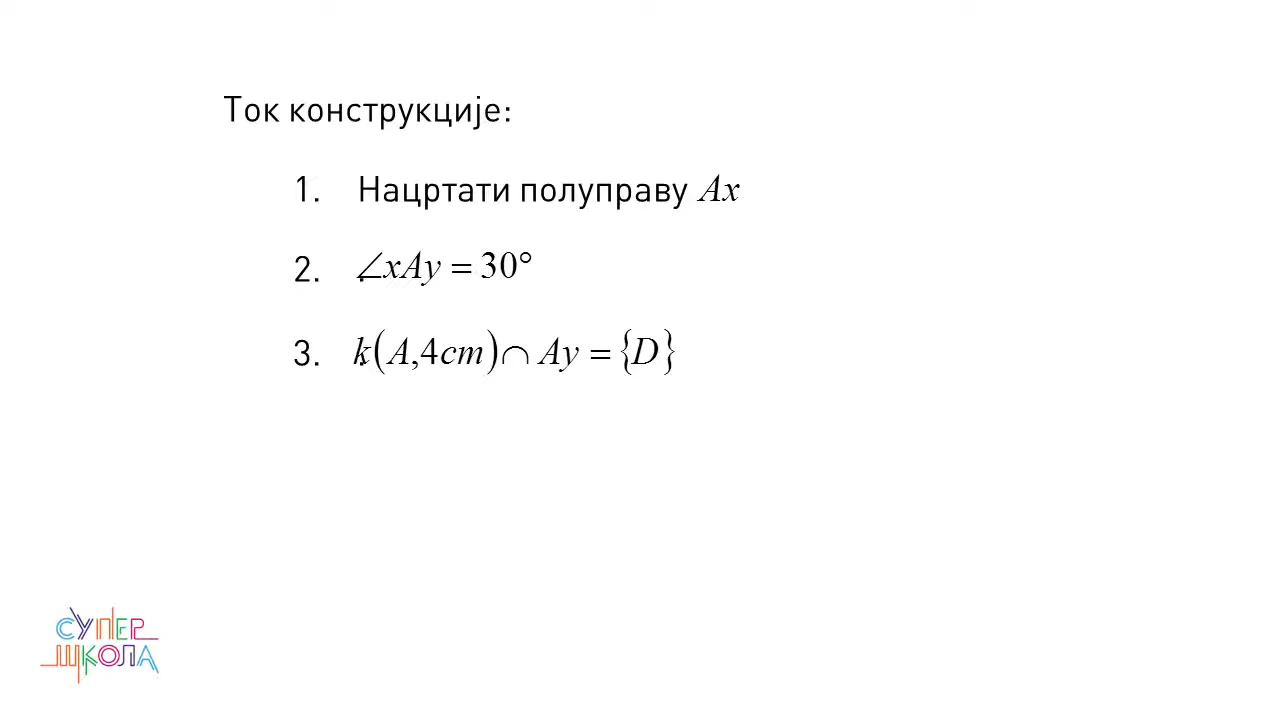 Ток конструкције:
1. Нацртати полуправу Ax
2. ∠xAy = 30°
3. k(A,4cm)∩ Ay = {D}
СУПЕР
ШКОЛА